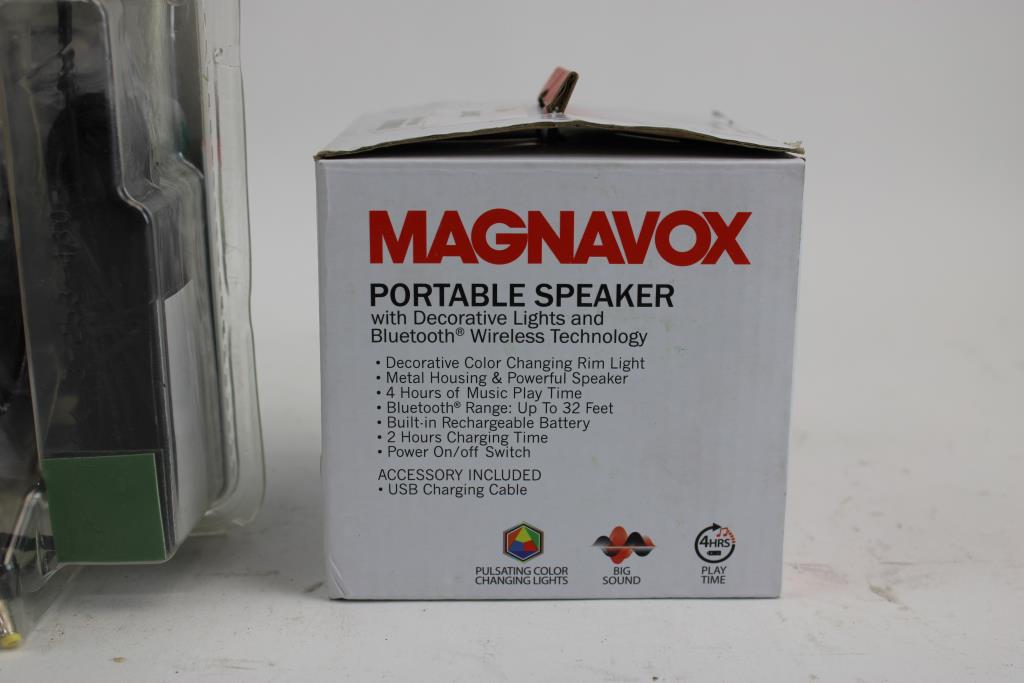 MAGNAVOX
PORTABLE SPEAKER
with Decorative Lights and
Bluetooth® Wireless Technology
• Decorative Color Changing Rim Light
• Metal Housing & Powerful Speaker
• 4 Hours of Music Play Time
• Bluetooth® Range: Up To 32 Feet
• Built-in Rechargeable Battery
• 2 Hours Charging Time
• Power On/off Switch
ACCESSORY INCLUDED
• USB Charging Cable
PULSATING COLOR
CHANGING LIGHTS
BIG
SOUND
4HRS
PLAY
TIME